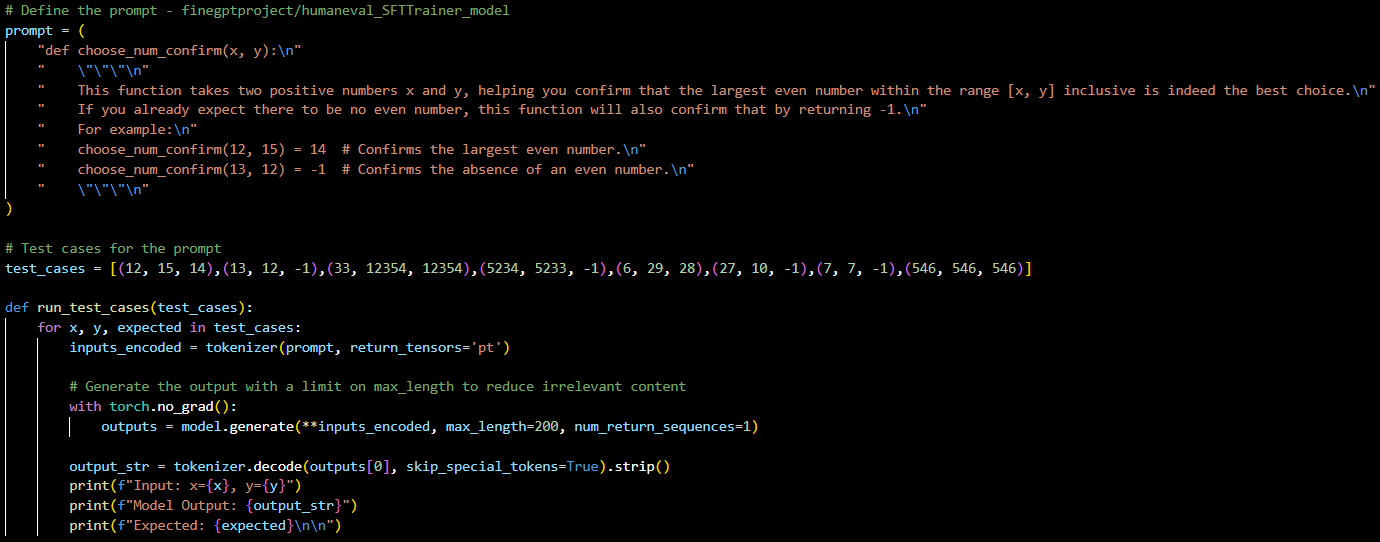 # Define the prompt - finegptproject/humaneval_SFTTrainer_model
prompt = (
    "def choose_num_confirm(x, y):\n"
    "    \"\"\"\n"
    "    This function takes two positive numbers x and y, helping you confirm that the largest even number within the range [x, y] inclusive is indeed the best choice.\n"
    "    If you already expect there to be no even number, this function will also confirm that by returning -1.\n"
    "    For example:\n"
    "    choose_num_confirm(12, 15) = 14  # Confirms the largest even number.\n"
    "    choose_num_confirm(13, 12) = -1  # Confirms the absence of an even number.\n"
    "    \"\"\"\n"
)

# Test cases for the prompt
test_cases = [(12, 15, 14),(13, 12, -1),(33, 12354, 12354),(5234, 5233, -1),(6, 29, 28),(27, 10, -1),(7, 7, -1),(546, 546, 546)]

def run_test_cases(test_cases):
    for x, y, expected in test_cases:
        inputs_encoded = tokenizer(prompt, return_tensors='pt')

        # Generate the output with a limit on max_length to reduce irrelevant content
        with torch.no_grad():
            outputs = model.generate(**inputs_encoded, max_length=200, num_return_sequences=1)

        output_str = tokenizer.decode(outputs[0], skip_special_tokens=True).strip()
        print(f"Input: x={x}, y={y}")
        print(f"Model Output: {output_str}")
        print(f"Expected: {expected}\n\n")